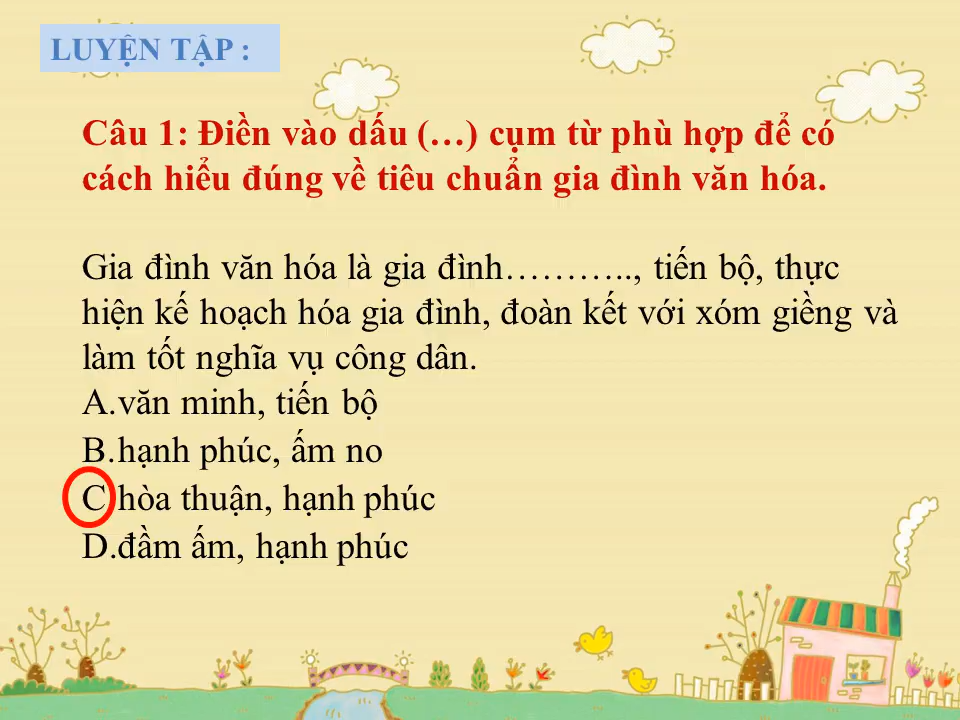 LUYỆN TẬP :
Câu 1: Điền vào dấu (…) cụm từ phù hợp để có
cách hiểu đúng về tiêu chuẩn gia đình văn hóa.
Gia đình văn hóa là gia đình……….., tiến bộ, thực
hiện kế hoạch hóa gia đình, đoàn kết với xóm giềng và
làm tốt nghĩa vụ công dân.
A.văn minh, tiến bộ
B.hạnh phúc, ấm no
C.hòa thuận, hạnh phúc
D.đầm ấm, hạnh phúc